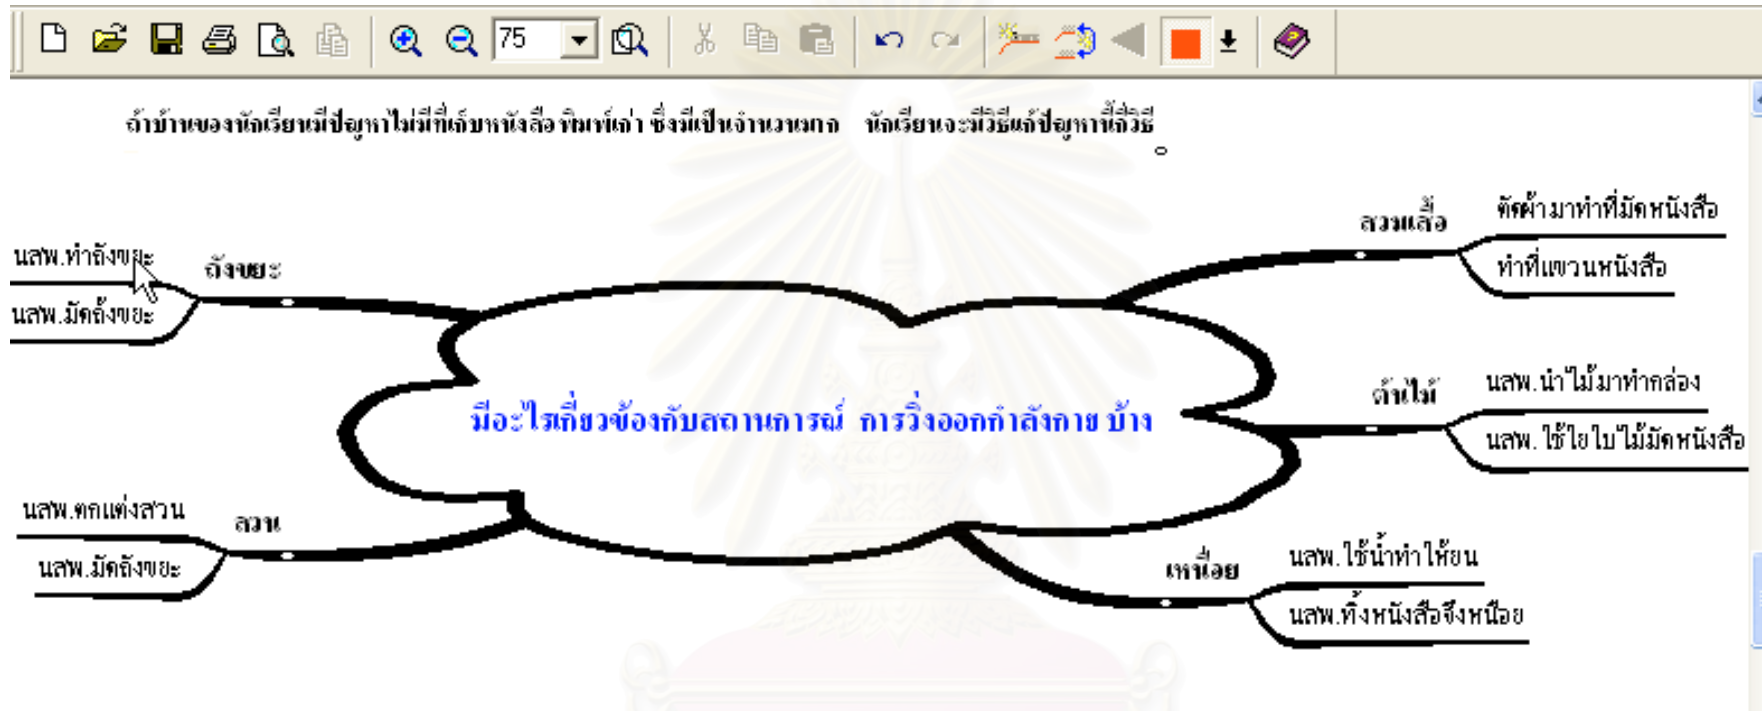 75
ถ้าบ้านของนักเรียนมีปัญหาไม่มีที่เก็บหนังสือพิมพ์เก่า ซึ่งมีเป็นจำนวนมาก นักเรียนจะมีวิธีแก้ปัญหานี้กี่วิธี
นสพ.ทำถังขยะ
นสพ.มัดถังขยะ
ถังขยะ
สวมเสื้อ
ตัดผ้ามาทำที่มัดหนังสือ
ทำที่แขวนหนังสือ
มีอะไรเกี่ยวข้องกับสถานการณ์ การวิ่งออกกำลังกาย บ้าง
ต้นไม้
นสพ.นำไม้มาทำกล่อง
นสพ.ใช้ใยใบไม้มัดหนังสือ
นสพ.ตกแต่งสวน
นสพ.มัดถังขยะ
สวน
เหนื่อย
นสพ.ใช้น้ำทำให้ยน
นสพ.ทิ้งหนังสือจึงหนือย